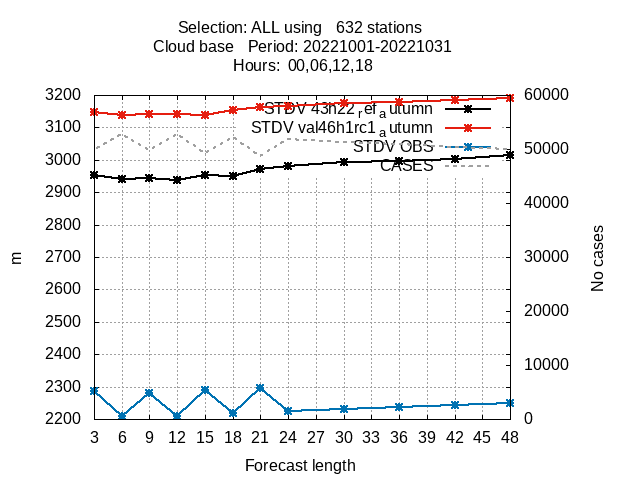 Selection: ALL using   632 stations
Cloud base   Period: 20221001-20221031
Hours:  00,06,12,18
STDV 43h22_ref_autumn
STDV val46h1rc1_autumn
STDV OBS
CASES
3200
3100
3000
2900
2800
2700
2600
2500
2400
2300
2200
m
60000
50000
40000
30000
20000
10000
0
No cases
3 6 9 12 15 18 21 24 27 30 33 36 39 42 45 48
Forecast length